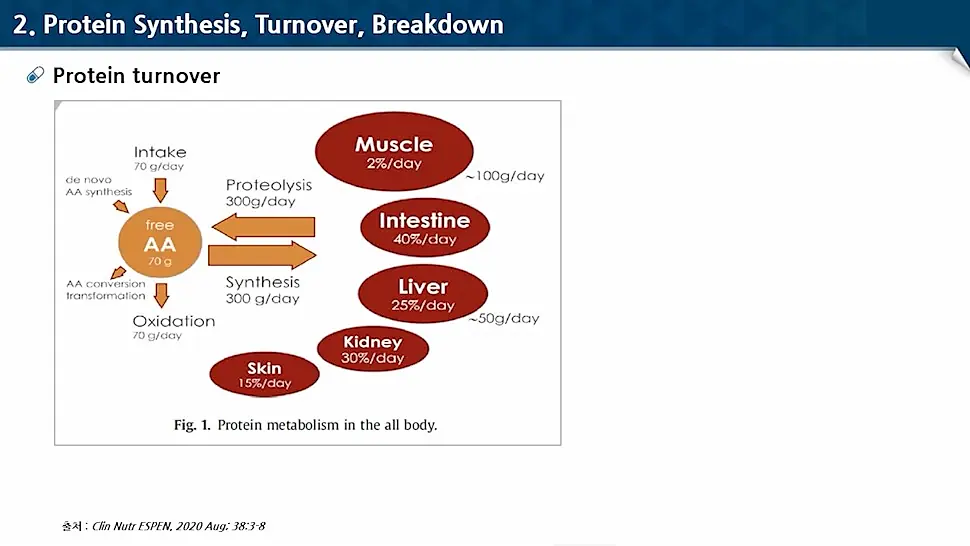 2. Protein Synthesis, Turnover, Breakdown
Protein turnover
Intake
70 g/day
de novo
AA synthesis
free
AA
70 g
AA conversion
transformation
Oxidation
70 g/day
Proteolysis
300g/day
Synthesis
300 g/day
Muscle
2%/day
~100g/day
Intestine
40%/day
Liver
25%/day
~50g/day
Kidney
30%/day
Skin
15%/day
Fig. 1. Protein metabolism in the all body.
출처 : Clin Nutr ESPEN, 2020 Aug; 38:3-8